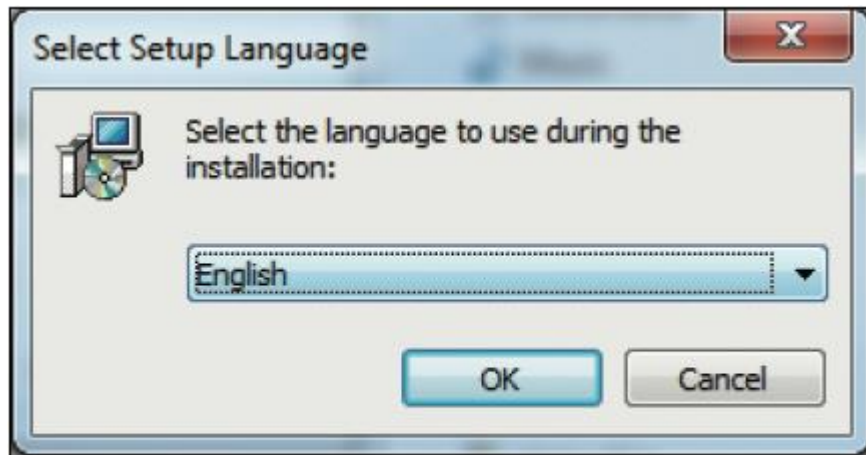 Select Setup Language
Select the language to use during the
installation:
English
OK
Cancel